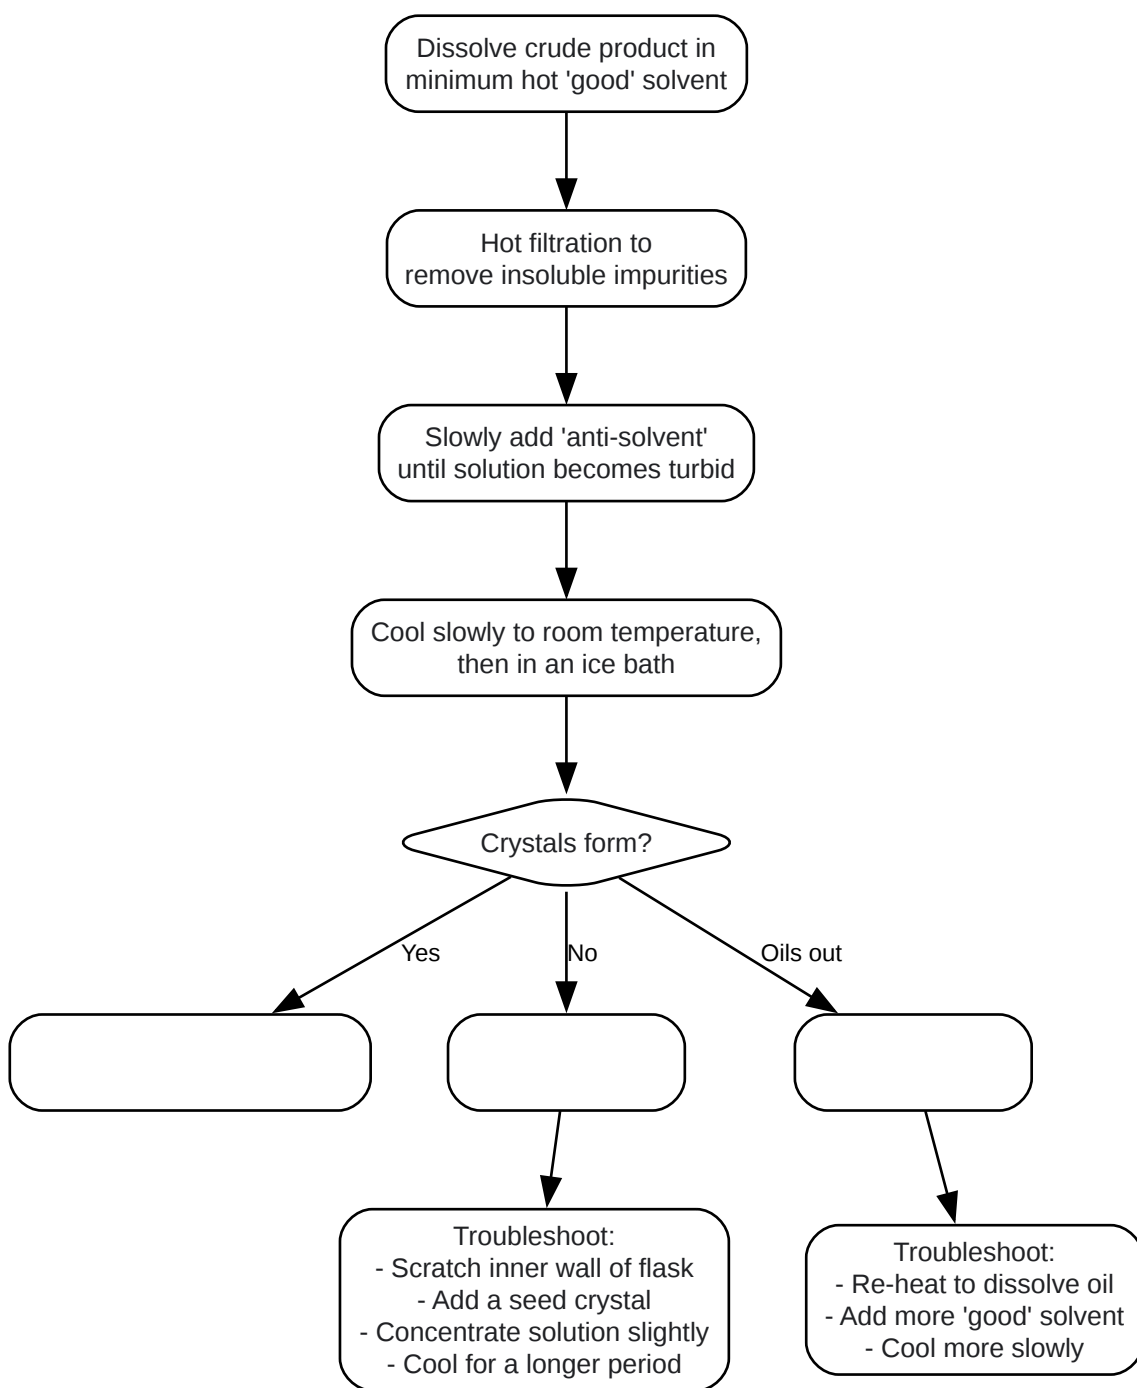 Dissolve crude product in
minimum hot 'good' solvent
Hot filtration to
remove insoluble impurities
Slowly add 'anti-solvent'
until solution becomes turbid
Cool slowly to room temperature,
then in an ice bath
Crystals form?
Yes
No
Oils out
Troubleshoot:
- Scratch inner wall of flask
- Add a seed crystal
- Concentrate solution slightly
- Cool for a longer period
Troubleshoot:
- Re-heat to dissolve oil
- Add more 'good' solvent
- Cool more slowly